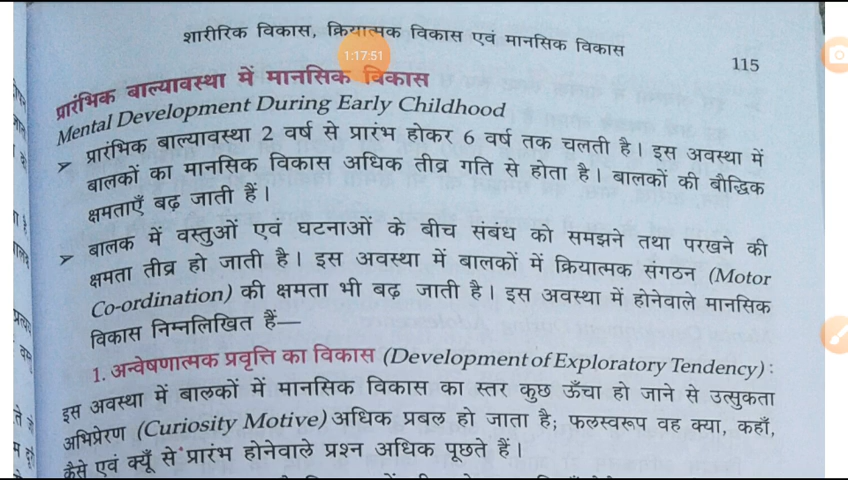 शारीरिक विकास, क्रियात्मक विकास एवं मानसिक विकास
115
1:17:51
प्रारंभिक बाल्यावस्था में मानसिक विकास
Mental Development During Early Childhood
➤ प्रारंभिक बाल्यावस्था 2 वर्ष से प्रारंभ होकर 6 वर्ष तक चलती है। इस अवस्था में
बालकों का मानसिक विकास अधिक तीव्र गति से होता है। बालकों की बौद्धिक
क्षमताएँ बढ़ जाती हैं।
➤ बालक में वस्तुओं एवं घटनाओं के बीच संबंध को समझने तथा परखने की
क्षमता तीव्र हो जाती है। इस अवस्था में बालकों में क्रियात्मक संगठन (Motor
Co-ordination) की क्षमता भी बढ़ जाती है। इस अवस्था में होनेवाले मानसिक
विकास निम्नलिखित हैं—
1. अन्वेषणात्मक प्रवृत्ति का विकास (Development of Exploratory Tendency) :
इस अवस्था में बालकों में मानसिक विकास का स्तर कुछ ऊँचा हो जाने से उत्सुकता
अभिप्रेरण (Curiosity Motive) अधिक प्रबल हो जाता है; फलस्वरूप वह क्या, कहाँ,
कैसे एवं क्यूँ से प्रारंभ होनेवाले प्रश्न अधिक पूछते हैं।